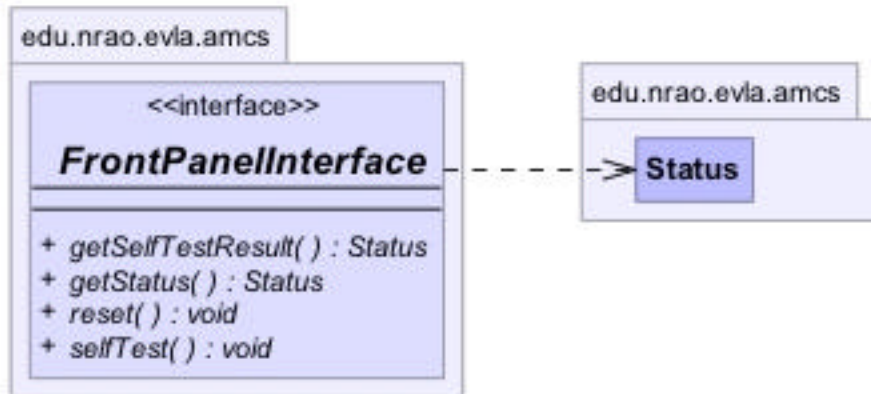 edu.nrao.evla.amcs
<<interface>>
FrontPanelInterface
+ getSelfTestResult( ) : Status
+ getStatus( ) : Status
+ reset( ) : void
+ selfTest( ) : void
edu.nrao.evla.amcs
Status